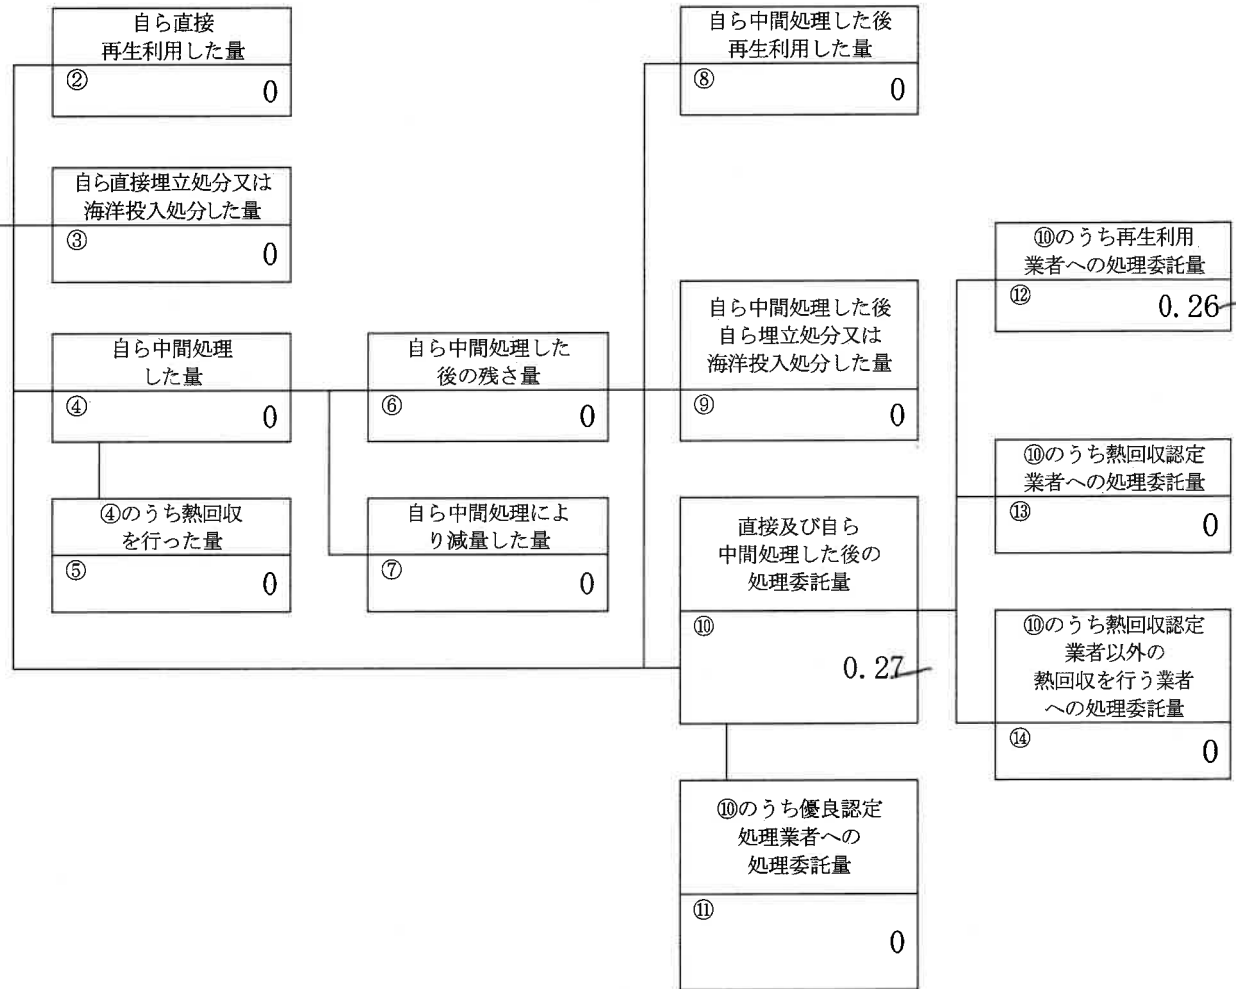 自ら直接
再生利用した量
②
0
自ら直接埋立処分又は
海洋投入処分した量
③
0
自ら中間処理
した量
④
0
④のうち熱回収
を行った量
⑤
0
自ら中間処理した
後の残さ量
⑥
0
自ら中間処理によ
り減量した量
⑦
0
自ら中間処理した後
再生利用した量
⑧
0
自ら中間処理した後
自ら埋立処分又は
海洋投入処分した量
⑨
0
直接及び自ら
中間処理した後の
処理委託量
⑩
0.27
⑩のうち優良認定
処理業者への
処理委託量
⑪
0
⑩のうち再生利用
業者への処理委託量
⑫
0.26
⑩のうち熱回収認定
業者への処理委託量
⑬
0
⑩のうち熱回収認定
業者以外の
熱回収を行う業者
への処理委託量
⑭
0